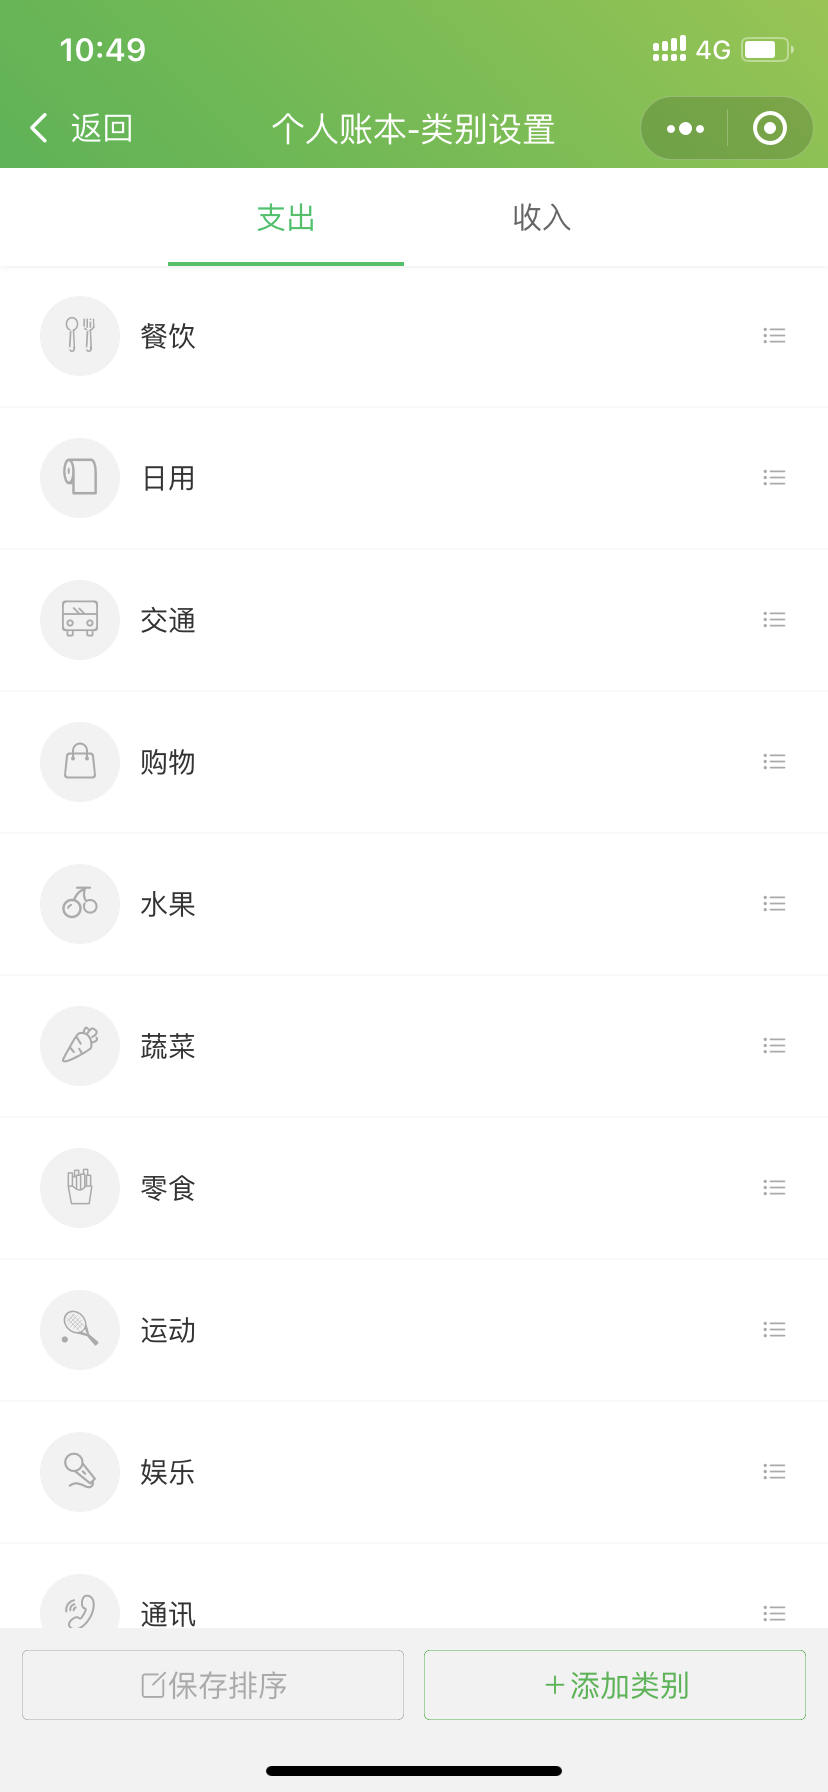 10:49
4G
返回
个人账本-类别设置
支出
收入
餐饮
日用
交通
购物
水果
蔬菜
零食
运动
娱乐
通讯
保存排序
+添加类别